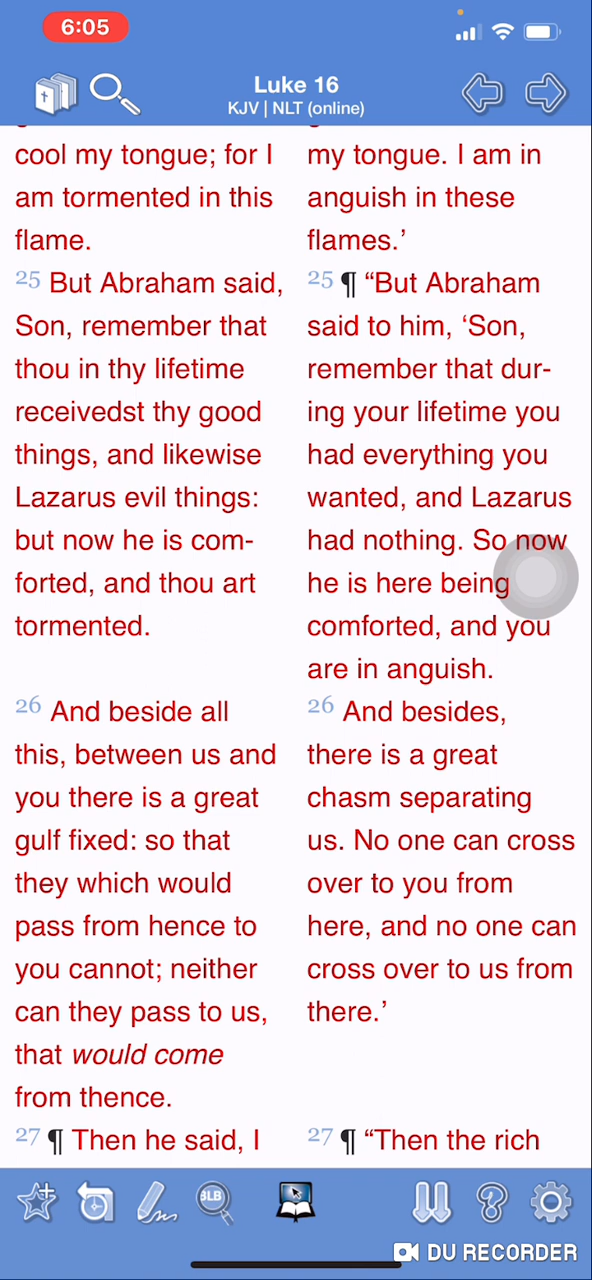 6:05
Luke 16
KJV | NLT (online)
cool my tongue; for I
am tormented in this
flame.
25 But Abraham said,
Son, remember that
thou in thy lifetime
receivedst thy good
things, and likewise
Lazarus evil things:
but now he is com-
forted, and thou art
tormented.
26 And beside all
this, between us and
you there is a great
gulf fixed: so that
they which would
pass from hence to
you cannot; neither
can they pass to us,
that would come
from thence.
27 ¶ Then he said, I
my tongue. I am in
anguish in these
flames.’
25 ¶ “But Abraham
said to him, ‘Son,
remember that dur-
ing your lifetime you
had everything you
wanted, and Lazarus
had nothing. So now
he is here being
comforted, and you
are in anguish.
26 And besides,
there is a great
chasm separating
us. No one can cross
over to you from
here, and no one can
cross over to us from
there.’
27 ¶ “Then the rich
BLB
DU RECORDER